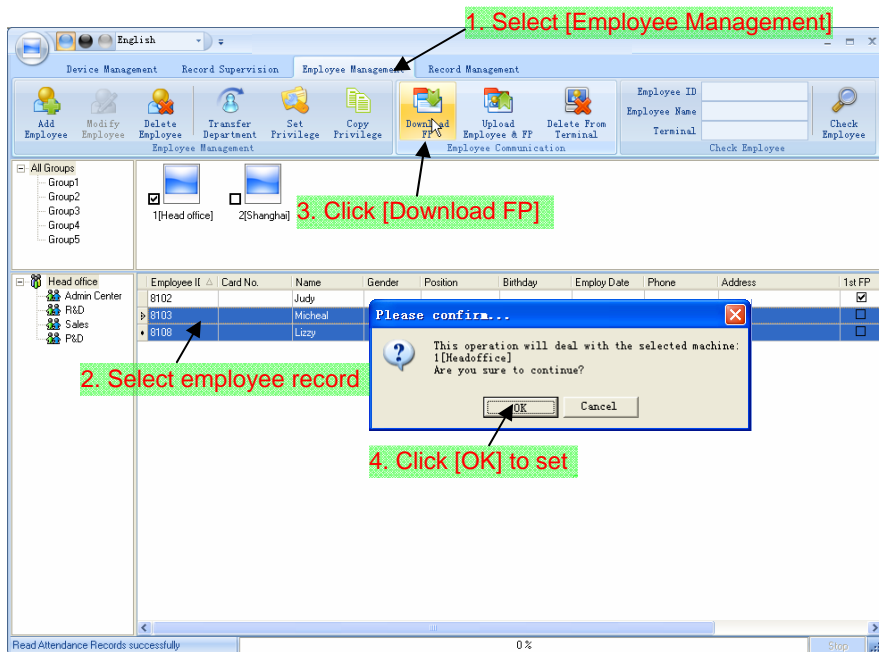 1. Select [Employee Management]
English
Device Management Record Supervision Employee Management Record Management
Add Employee
Modify Employee
Delete Employee
Transfer Department
Set Privilege
Copy Privilege
Employee Management
Download FP
Upload Employee & FP
Delete From Terminal
Employee Communication
Employee ID
Employee Name
Terminal
Check Employee
Check Employee
All Groups
Group1
Group2
Group3
Group4
Group5
1[Head office] 2[Shanghai]
3. Click [Download FP]
Head office
Admin Center
R&D
Sales
P&D
Employee I Card No. Name Gender Position Birthday Employ Date Phone Address 1st FP
8102 Judy
8103 Micheal
8108 Lizzy
2. Select employee record
Please confirm...
This operation will deal with the selected machine:
1[Headoffice]
Are you sure to continue?
OK Cancel
4. Click [OK] to set
Read Attendance Records successfully 0 % Stop